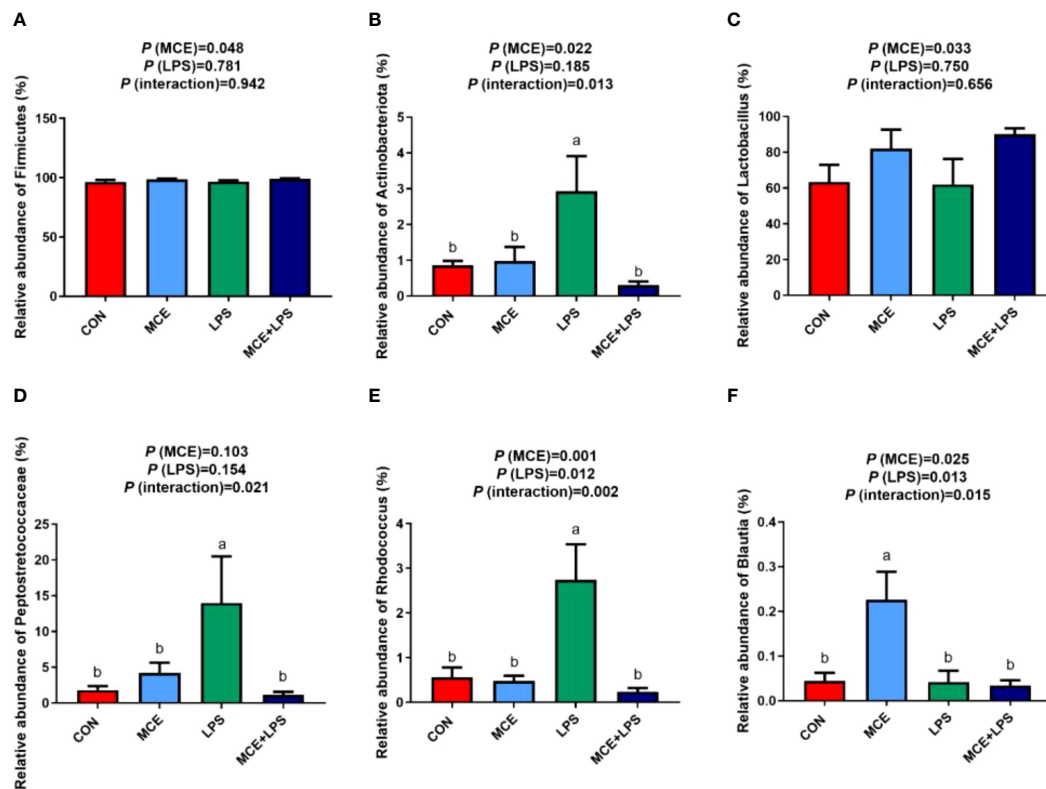 A
P (MCE)=0.048
P (LPS)=0.781
P (interaction)=0.942
Relative abundance of Firmicutes (%)
150
100
50
0
CON
MCE
LPS
MCE+LPS
B
P (MCE)=0.022
P (LPS)=0.185
P (interaction)=0.013
Relative abundance of Actinobacteriota (%)
5
4
3
2
1
0
b
b
a
b
CON
MCE
LPS
MCE+LPS
C
P (MCE)=0.033
P (LPS)=0.750
P (interaction)=0.656
Relative abundance of Lactobacillus (%)
100
80
60
40
20
0
CON
MCE
LPS
MCE+LPS
D
P (MCE)=0.103
P (LPS)=0.154
P (interaction)=0.021
Relative abundance of Peptostretococcaceae (%)
25
20
15
10
5
0
b
b
a
b
CON
MCE
LPS
MCE+LPS
E
P (MCE)=0.001
P (LPS)=0.012
P (interaction)=0.002
Relative abundance of Rhodococcus (%)
4
3
2
1
0
b
b
a
b
CON
MCE
LPS
MCE+LPS
F
P (MCE)=0.025
P (LPS)=0.013
P (interaction)=0.015
Relative abundance of Blautia (%)
0.4
0.3
0.2
0.1
0.0
b
a
b
b
CON
MCE
LPS
MCE+LPS